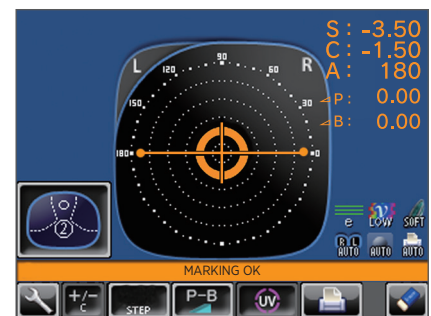 S: -3.50
C: -1.50
A: 180
P: 0.00
B: 0.00
L
R
90
120
60
150
30
180
0
2
e
LOW
SOFT
R L
AUTO
AUTO
AUTO
MARKING OK
+/-
C
STEP
P-B
UV